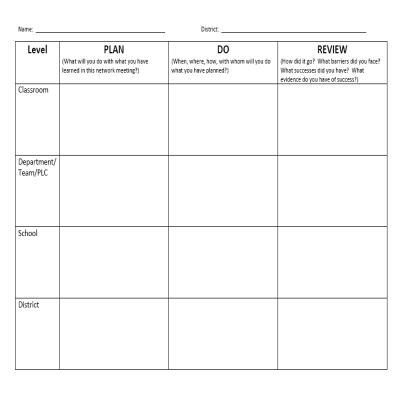 Name: ______________________ District: ______________________
Level PLAN DO REVIEW
(What will you do with what you have (When, where, how, with whom will you do (How did it go? What barriers did you face?
learned in this network meeting?) what you have planned?) What successes did you have? What
evidence do you have of success?)
Classroom
Department/
Team/PLC
School
District